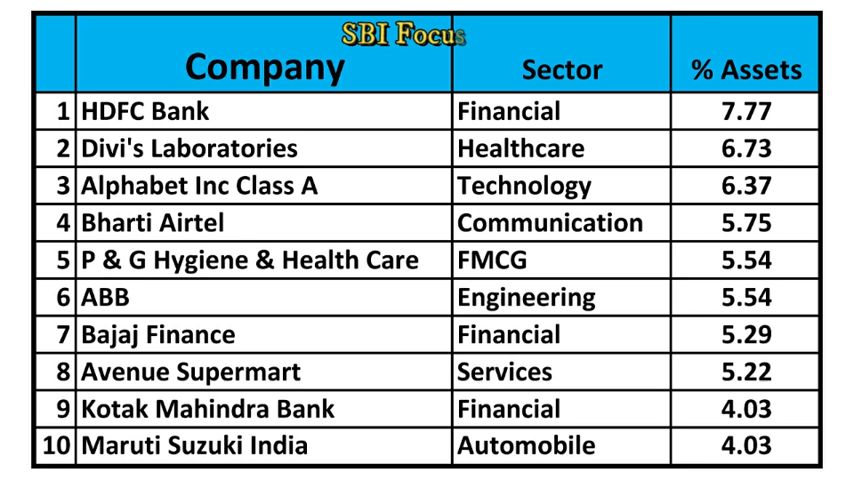 SBI Focus
Company Sector % Assets
1 HDFC Bank Financial 7.77
2 Divi's Laboratories Healthcare 6.73
3 Alphabet Inc Class A Technology 6.37
4 Bharti Airtel Communication 5.75
5 P & G Hygiene & Health Care FMCG 5.54
6 ABB Engineering 5.54
7 Bajaj Finance Financial 5.29
8 Avenue Supermart Services 5.22
9 Kotak Mahindra Bank Financial 4.03
10 Maruti Suzuki India Automobile 4.03